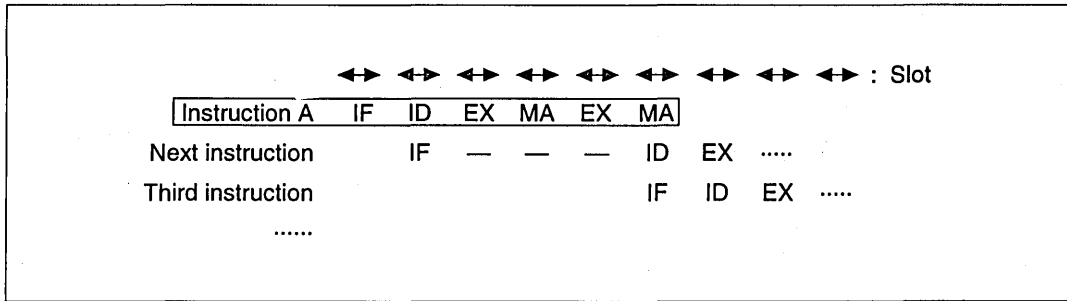 : Slot
Instruction A IF ID EX MA EX MA
Next instruction IF — — — ID EX .....
Third instruction IF ID EX .....
......